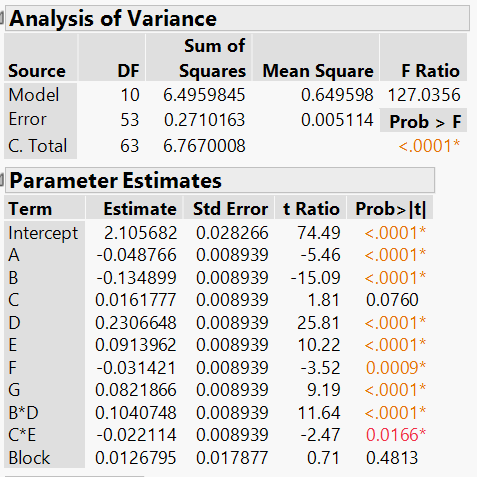 Analysis of Variance
Sum of
Source DF Squares Mean Square F Ratio
Model 10 6.4959845 0.649598 127.0356
Error 53 0.2710163 0.005114 Prob > F
C. Total 63 6.7670008 <.0001*
Parameter Estimates
Term Estimate Std Error t Ratio Prob>|t|
Intercept 2.105682 0.028266 74.49 <.0001*
A -0.048766 0.008939 -5.46 <.0001*
B -0.134899 0.008939 -15.09 <.0001*
C 0.0161777 0.008939 1.81 0.0760
D 0.2306648 0.008939 25.81 <.0001*
E 0.0913962 0.008939 10.22 <.0001*
F -0.031421 0.008939 -3.52 0.0009*
G 0.0821866 0.008939 9.19 <.0001*
B*D 0.1040748 0.008939 11.64 <.0001*
C*E -0.022114 0.008939 -2.47 0.0166*
Block 0.0126795 0.017877 0.71 0.4813